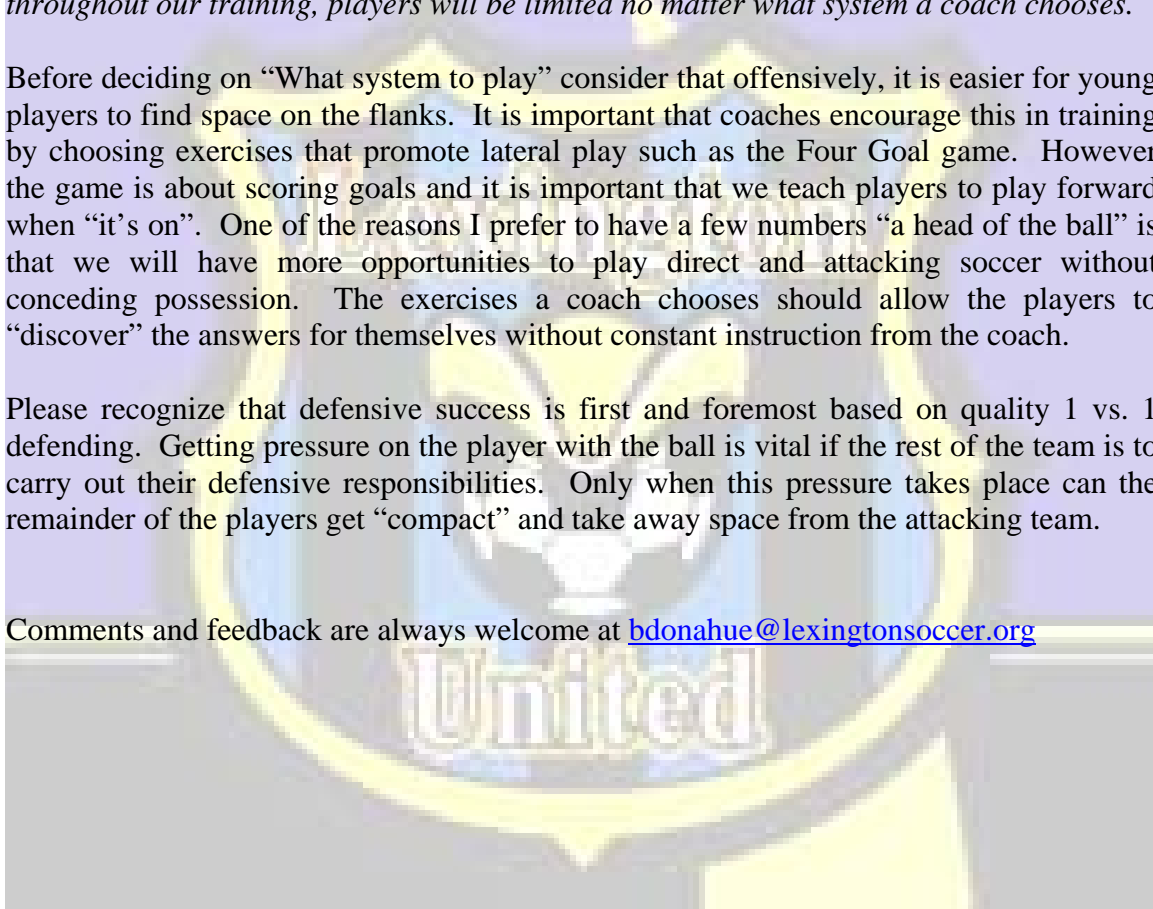 throughout our training, players will be limited no matter what system a coach chooses.
Before deciding on “What system to play” consider that offensively, it is easier for young
players to find space on the flanks. It is important that coaches encourage this in training
by choosing exercises that promote lateral play such as the Four Goal game. However
the game is about scoring goals and it is important that we teach players to play forward
when “it’s on”. One of the reasons I prefer to have a few numbers “a head of the ball” is
that we will have more opportunities to play direct and attacking soccer without
conceding possession. The exercises a coach chooses should allow the players to
“discover” the answers for themselves without constant instruction from the coach.
Please recognize that defensive success is first and foremost based on quality 1 vs. 1
defending. Getting pressure on the player with the ball is vital if the rest of the team is to
carry out their defensive responsibilities. Only when this pressure takes place can the
remainder of the players get “compact” and take away space from the attacking team.
Comments and feedback are always welcome at bdonahue@lexingtonsoccer.org
Lexington
United